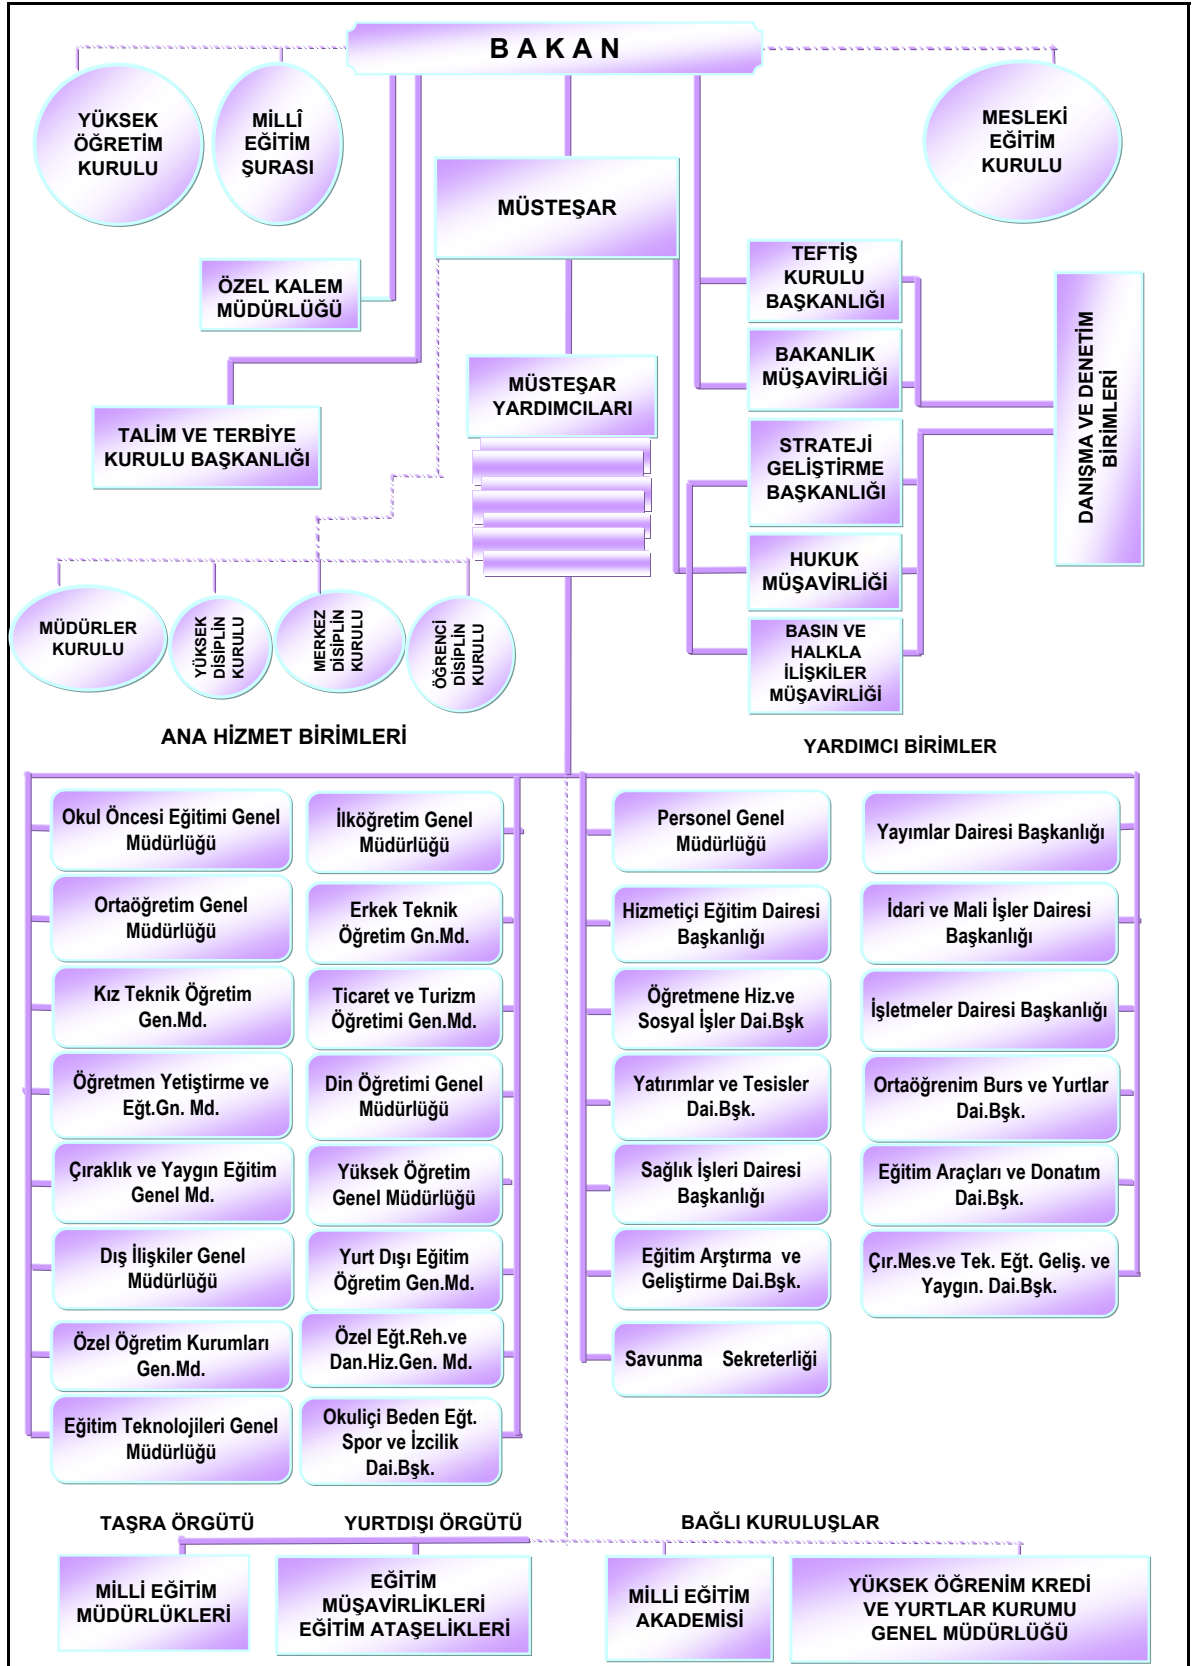 B A K A N
YÜKSEK
ÖĞRETİM
KURULU
MİLLÎ
EĞİTİM
ŞURASI
MESLEKİ
EĞİTİM
KURULU
MÜSTEŞAR
ÖZEL KALEM
MÜDÜRLÜĞÜ
TEFTİŞ
KURULU
BAŞKANLIĞI
BAKANLIK
MÜŞAVİRLİĞİ
MÜSTEŞAR
YARDIMCILARI
TALİM VE TERBİYE
KURULU BAŞKANLIĞI
STRATEJİ
GELİŞTİRME
BAŞKANLIĞI
DANIŞMA VE DENETİM
BİRİMLERİ
HUKUK
MÜŞAVİRLİĞİ
BASIN VE
HALKLA
İLİŞKİLER
MÜŞAVİRLİĞİ
MÜDÜRLER
KURULU
YÜKSEK
DISİPLİN
KURULU
MERKEZ
DISİPLİN
KURULU
ÖĞRENCİ
DISİPLİN
KURULU
ANA HİZMET BİRİMLERİ
YARDIMCI BİRİMLER
Okul Öncesi Eğitimi Genel
Müdürlüğü
İlköğretim Genel
Müdürlüğü
Personel Genel
Müdürlüğü
Yayımlar Dairesi Başkanlığı
Ortaöğretim Genel
Müdürlüğü
Erkek Teknik
Öğretim Gn.Md.
Hizmetiçi Eğitim Dairesi
Başkanlığı
İdari ve Mali İşler Dairesi
Başkanlığı
Kız Teknik Öğretim
Gen.Md.
Ticaret ve Turizm
Öğretimi Gen.Md.
Öğretmene Hiz.ve
Sosyal İşler Dai.Bşk
İşletmeler Dairesi Başkanlığı
Öğretmen Yetiştirme ve
Eğt.Gn. Md.
Din Öğretimi Genel
Müdürlüğü
Yatırımlar ve Tesisler
Dai.Bşk.
Ortaöğrenim Burs ve Yurtlar
Dai.Bşk.
Çıraklık ve Yaygın Eğitim
Genel Md.
Yüksek Öğretim
Genel Müdürlüğü
Sağlık İşleri Dairesi
Başkanlığı
Eğitim Araçları ve Donatım
Dai.Bşk.
Dış İlişkiler Genel
Müdürlüğü
Yurt Dışı Eğitim
Öğretim Gen.Md.
Eğitim Arştırma ve
Geliştirme Dai.Bşk.
Çır.Mes.ve Tek. Eğt. Geliş. ve
Yaygın. Dai.Bşk.
Özel Öğretim Kurumları
Gen.Md.
Özel Eğt.Reh.ve
Dan.Hiz.Gen. Md.
Savunma Sekreterliği
Eğitim Teknolojileri Genel
Müdürlüğü
Okuliçi Beden Eğt.
Spor ve İzcilik
Dai.Bşk.
TAŞRA ÖRGÜTÜ
YURTDIŞI ÖRGÜTÜ
BAĞLI KURULUŞLAR
MİLLİ EĞİTİM
MÜDÜRLÜKLERİ
EĞİTİM
MÜŞAVİRLİKLERİ
EĞİTİM ATAŞELİKLERİ
MİLLİ EĞİTİM
AKADEMİSİ
YÜKSEK ÖĞRENİM KREDİ
VE YURTLAR KURUMU
GENEL MÜDÜRLÜĞÜ